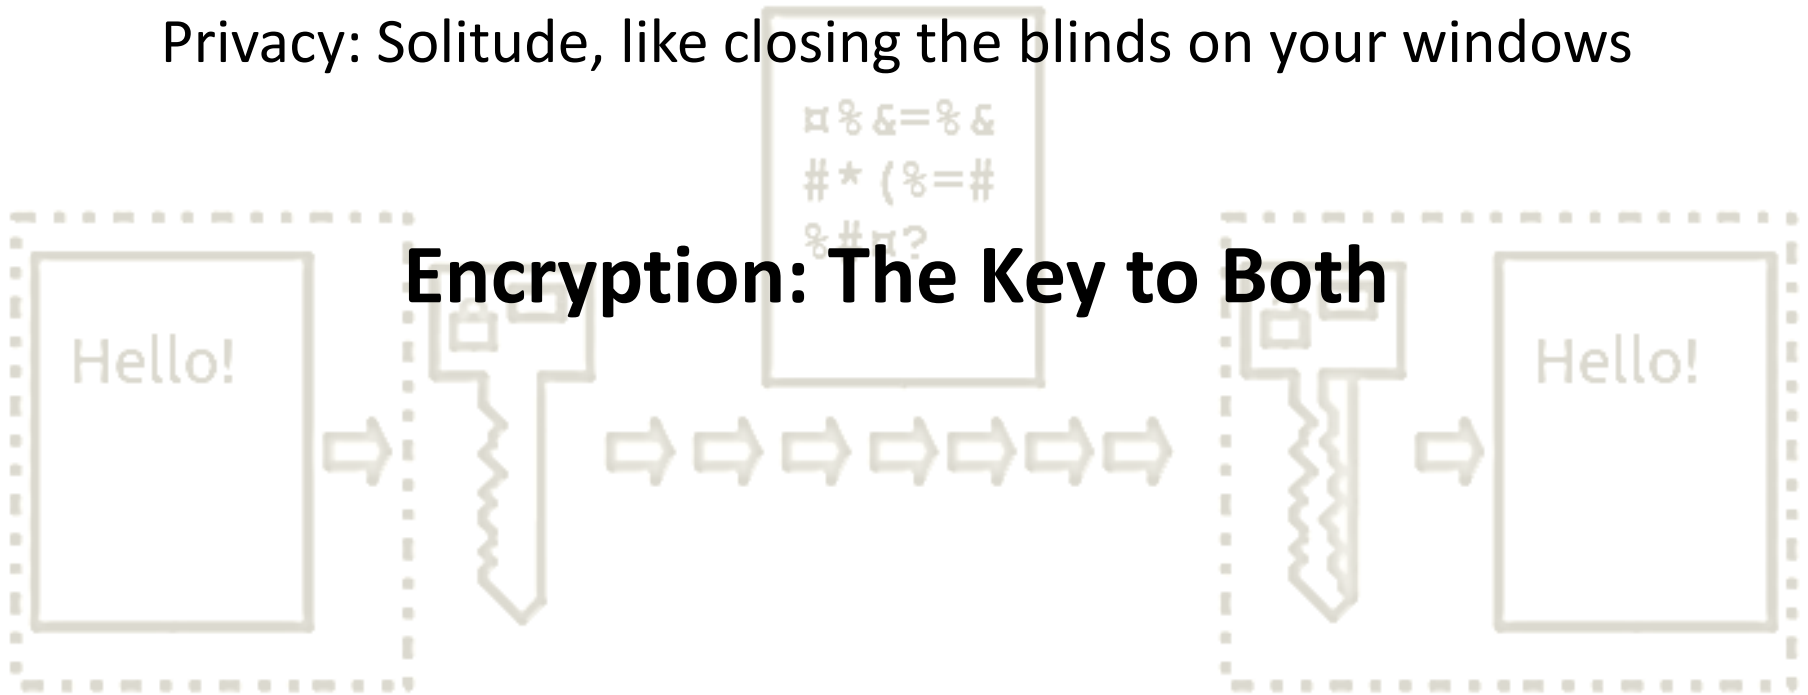 Privacy: Solitude, like closing the blinds on your windows
¤%&=%&
#*(%=#
%#¤?
Encryption: The Key to Both
Hello!
Hello!